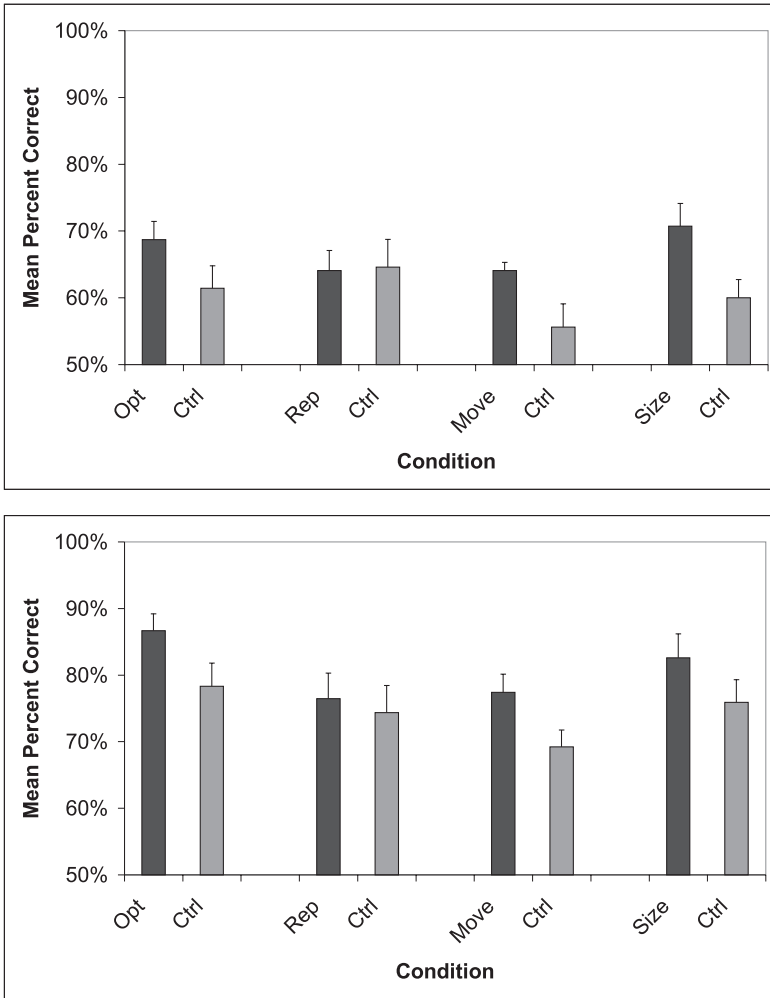 100%
90%
80%
70%
60%
50%
Mean Percent Correct
Opt Ctrl Rep Ctrl Move Ctrl Size Ctrl
Condition
100%
90%
80%
70%
60%
50%
Mean Percent Correct
Opt Ctrl Rep Ctrl Move Ctrl Size Ctrl
Condition